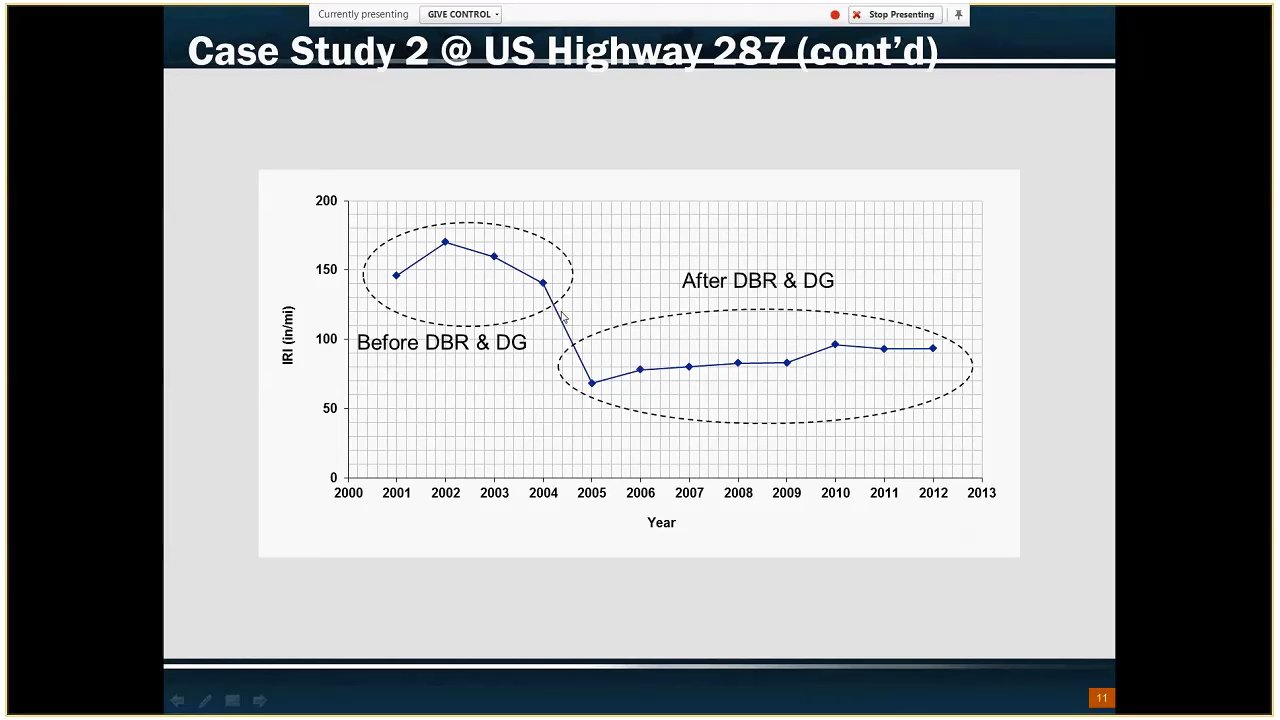 Currently presenting GIVE CONTROL Stop Presenting
Case Study 2 @ US Highway 287 (cont'd)
200
150
100
50
0
IRI (in/mi)
Before DBR & DG
After DBR & DG
2000 2001 2002 2003 2004 2005 2006 2007 2008 2009 2010 2011 2012 2013
Year
11